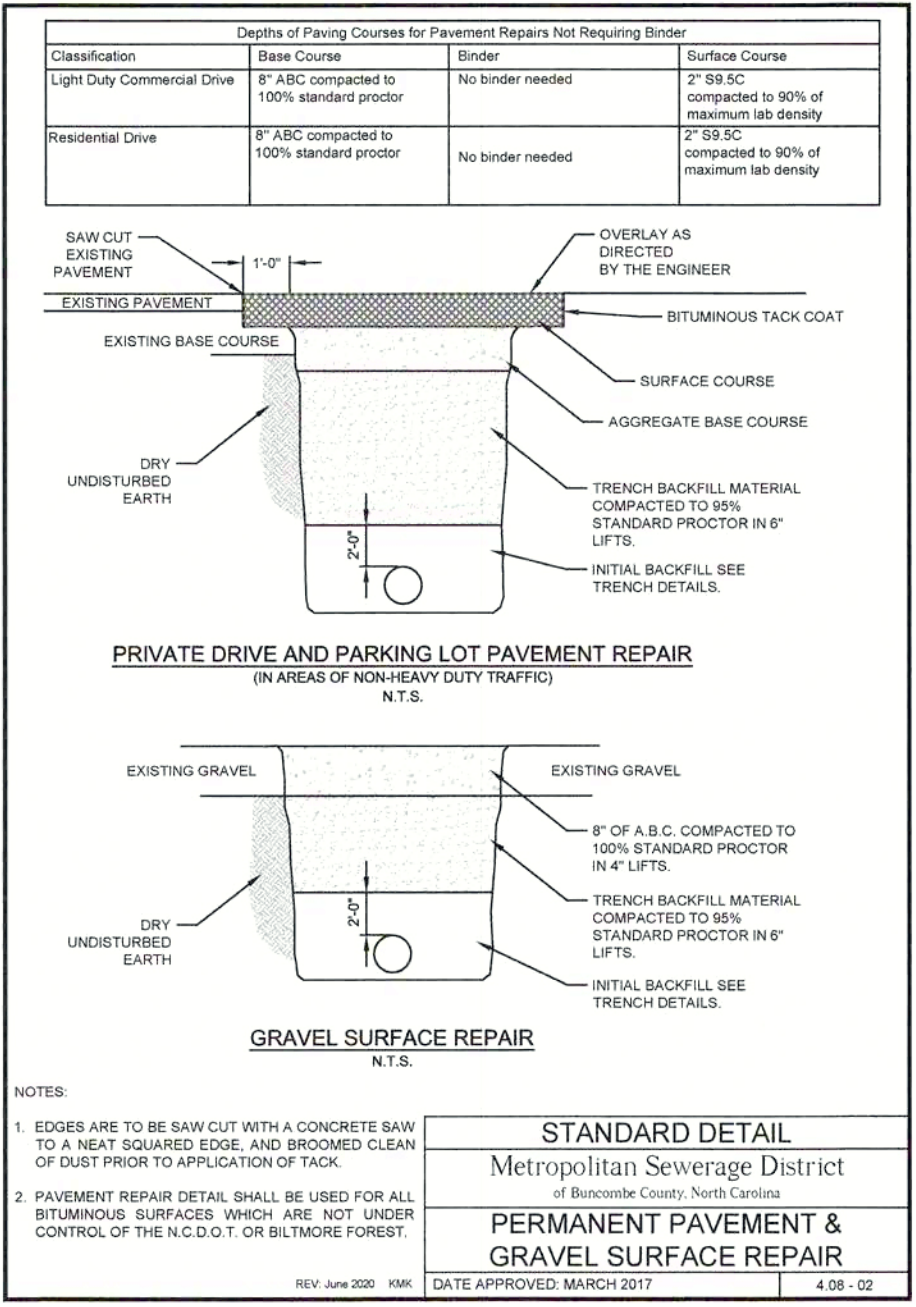 Depths of Paving Courses for Pavement Repairs Not Requiring Binder
Classification Base Course Binder Surface Course
Light Duty Commercial Drive 8" ABC compacted to No binder needed 2" S9.5C
100% standard proctor compacted to 90% of
maximum lab density
Residential Drive 8" ABC compacted to 2" S9.5C
100% standard proctor No binder needed compacted to 90% of
maximum lab density
SAW CUT
EXISTING
PAVEMENT
1'-0"
OVERLAY AS
DIRECTED
BY THE ENGINEER
EXISTING PAVEMENT
BITUMINOUS TACK COAT
EXISTING BASE COURSE
SURFACE COURSE
AGGREGATE BASE COURSE
DRY
UNDISTURBED
EARTH
TRENCH BACKFILL MATERIAL
COMPACTED TO 95%
STANDARD PROCTOR IN 6"
LIFTS.
2'-0"
INITIAL BACKFILL SEE
TRENCH DETAILS.
PRIVATE DRIVE AND PARKING LOT PAVEMENT REPAIR
(IN AREAS OF NON-HEAVY DUTY TRAFFIC)
N.T.S.
EXISTING GRAVEL EXISTING GRAVEL
8" OF A.B.C. COMPACTED TO
100% STANDARD PROCTOR
IN 4" LIFTS.
DRY
UNDISTURBED
EARTH
2'-0"
TRENCH BACKFILL MATERIAL
COMPACTED TO 95%
STANDARD PROCTOR IN 6"
LIFTS.
INITIAL BACKFILL SEE
TRENCH DETAILS.
GRAVEL SURFACE REPAIR
N.T.S.
NOTES:
1. EDGES ARE TO BE SAW CUT WITH A CONCRETE SAW
TO A NEAT SQUARED EDGE, AND BROOMED CLEAN
OF DUST PRIOR TO APPLICATION OF TACK.
2. PAVEMENT REPAIR DETAIL SHALL BE USED FOR ALL
BITUMINOUS SURFACES WHICH ARE NOT UNDER
CONTROL OF THE N.C.D.O.T. OR BILTMORE FOREST.
REV: June 2020 KMK
STANDARD DETAIL
Metropolitan Sewerage District
of Buncombe County, North Carolina
PERMANENT PAVEMENT &
GRAVEL SURFACE REPAIR
DATE APPROVED: MARCH 2017 4.08 - 02